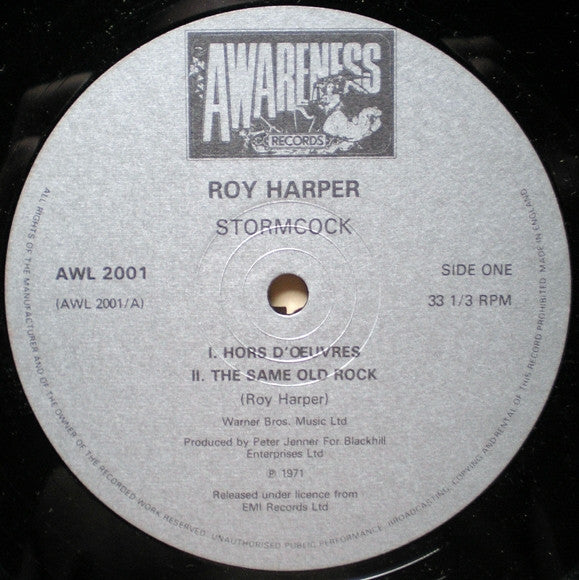 AWARENESS
RECORDS
ROY HARPER
STORMCOCK
AWL 2001
(AWL 2001/A)
SIDE ONE
33 1/3 RPM
I. HORS D'ŒUVRES
II. THE SAME OLD ROCK
(Roy Harper)
Warner Bros. Music Ltd
Produced by Peter Jenner For Blackhill
Enterprises Ltd
℗ 1971
Released under licence from
EMI Records Ltd
ALL RIGHTS OF THE MANUFACTURER AND OF THE OWNER OF THE RECORDED WORK RESERVED. UNAUTHORISED PUBLIC PERFORMANCE, BROADCASTING, COPYING AND RENTAL OF THIS RECORD PROHIBITED. MADE IN ENGLAND